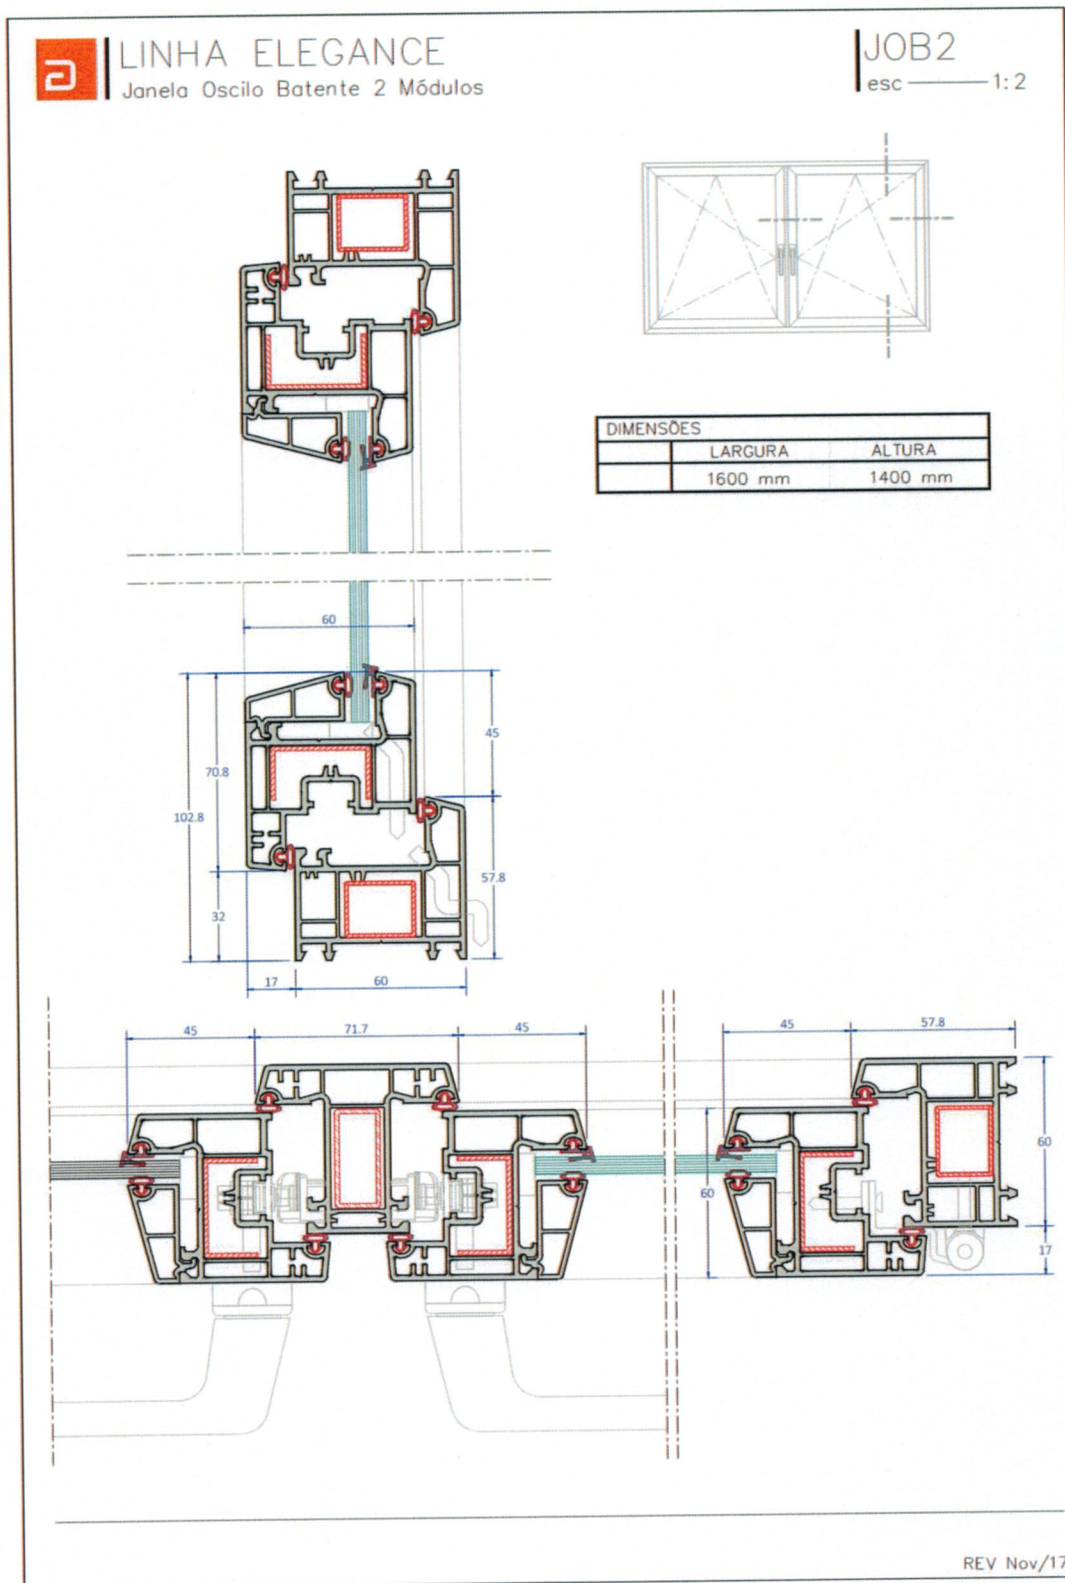 LINHA ELEGANCE
Janela Oscilo Batente 2 Módulos
JOB2
esc 1:2
DIMENSÕES
LARGURA ALTURA
1600 mm 1400 mm
60
45
70.8
102.8
57.8
32
17 60
45 71.7 45 45 57.8
60
60
17
REV Nov/17